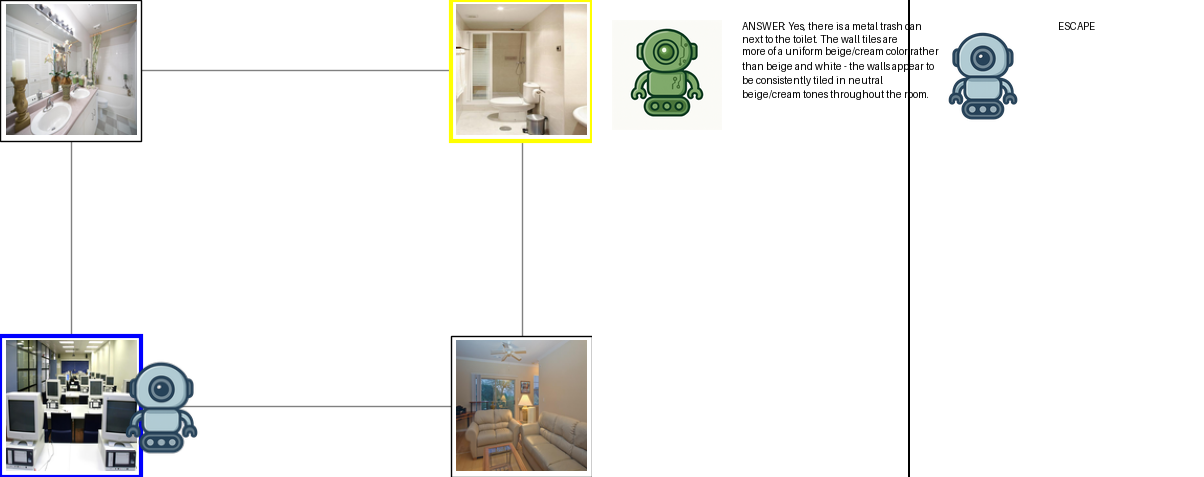 ANSWER: Yes, there is a metal trash can
next to the toilet. The wall tiles are
more of a uniform beige/cream color rather
than beige and white - the walls appear to
be consistently tiled in neutral
beige/cream tones throughout the room.
ESCAPE